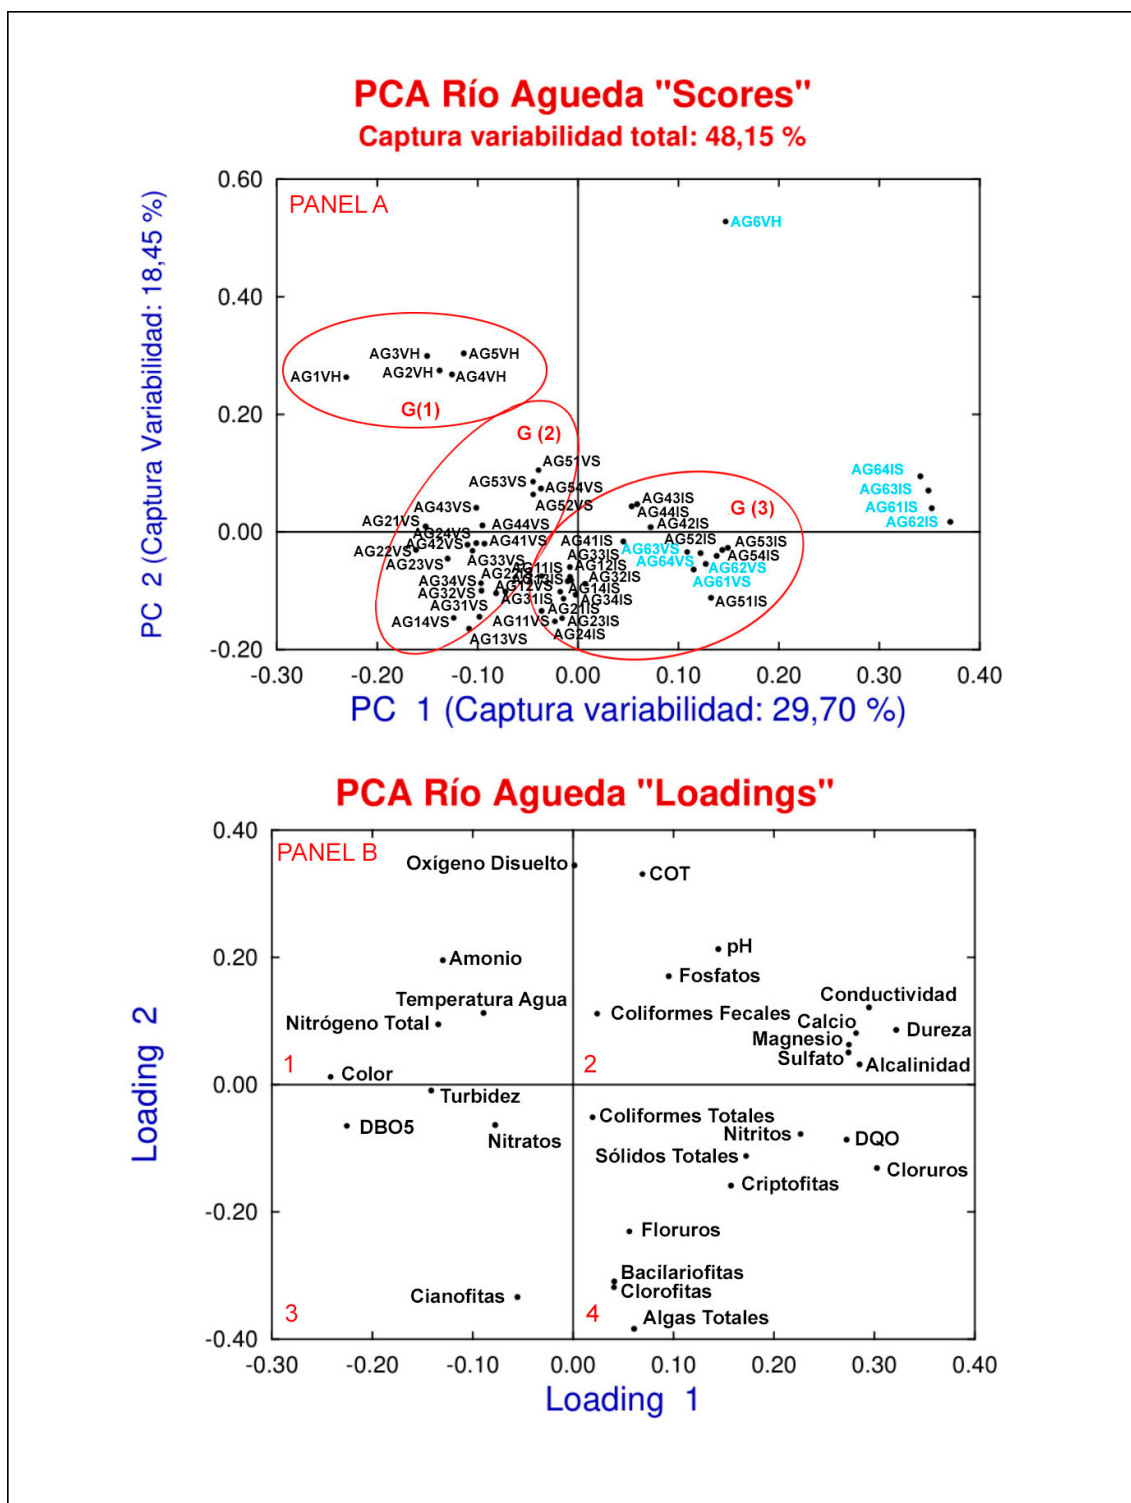 PCA Río Agueda "Scores"
Captura variabilidad total: 48,15 %
PC 2 (Captura Variabilidad: 18,45 %)
0.60
0.40
0.20
0.00
-0.20
PANEL A
AG6VH
AG3VH
AG5VH
AG1VH
AG2VH
AG4VH
G(1)
G (2)
AG51VS
AG53VS
AG54VS
AG52VS
AG43VS
AG21VS
AG44VS
AG24VS
AG22VS
AG42VS
AG41VS
AG23VS
AG33VS
AG34VS
AG32VS
AG12VS
AG31VS
AG14VS
AG13VS
AG11VS
G (3)
AG43IS
AG44IS
AG42IS
AG41IS
AG52IS
AG53IS
AG54IS
AG63VS
AG64VS
AG62VS
AG61VS
AG51IS
AG33IS
AG11IS
AG12IS
AG22IS
AG13IS
AG32IS
AG14IS
AG31IS
AG34IS
AG21IS
AG23IS
AG24IS
AG64IS
AG63IS
AG61IS
AG62IS
-0.30 -0.20 -0.10 0.00 0.10 0.20 0.30 0.40
PC 1 (Captura variabilidad: 29,70 %)
PCA Río Agueda "Loadings"
Loading 2
0.40
0.20
0.00
-0.20
-0.40
PANEL B
Oxígeno Disuelto
COT
Amonio
pH
Fosfatos
Temperatura Agua
Nitrógeno Total
Coliformes Fecales
Conductividad
Calcio
Dureza
Magnesio
Sulfato
Alcalinidad
1
2
Color
Turbidez
DBO5
Nitratos
Coliformes Totales
Nitritos
DQO
Sólidos Totales
Cloruros
Criptofitas
Floruros
Bacilariofitas
Clorofitas
Cianofitas
Algas Totales
3
4
-0.30 -0.20 -0.10 0.00 0.10 0.20 0.30 0.40
Loading 1